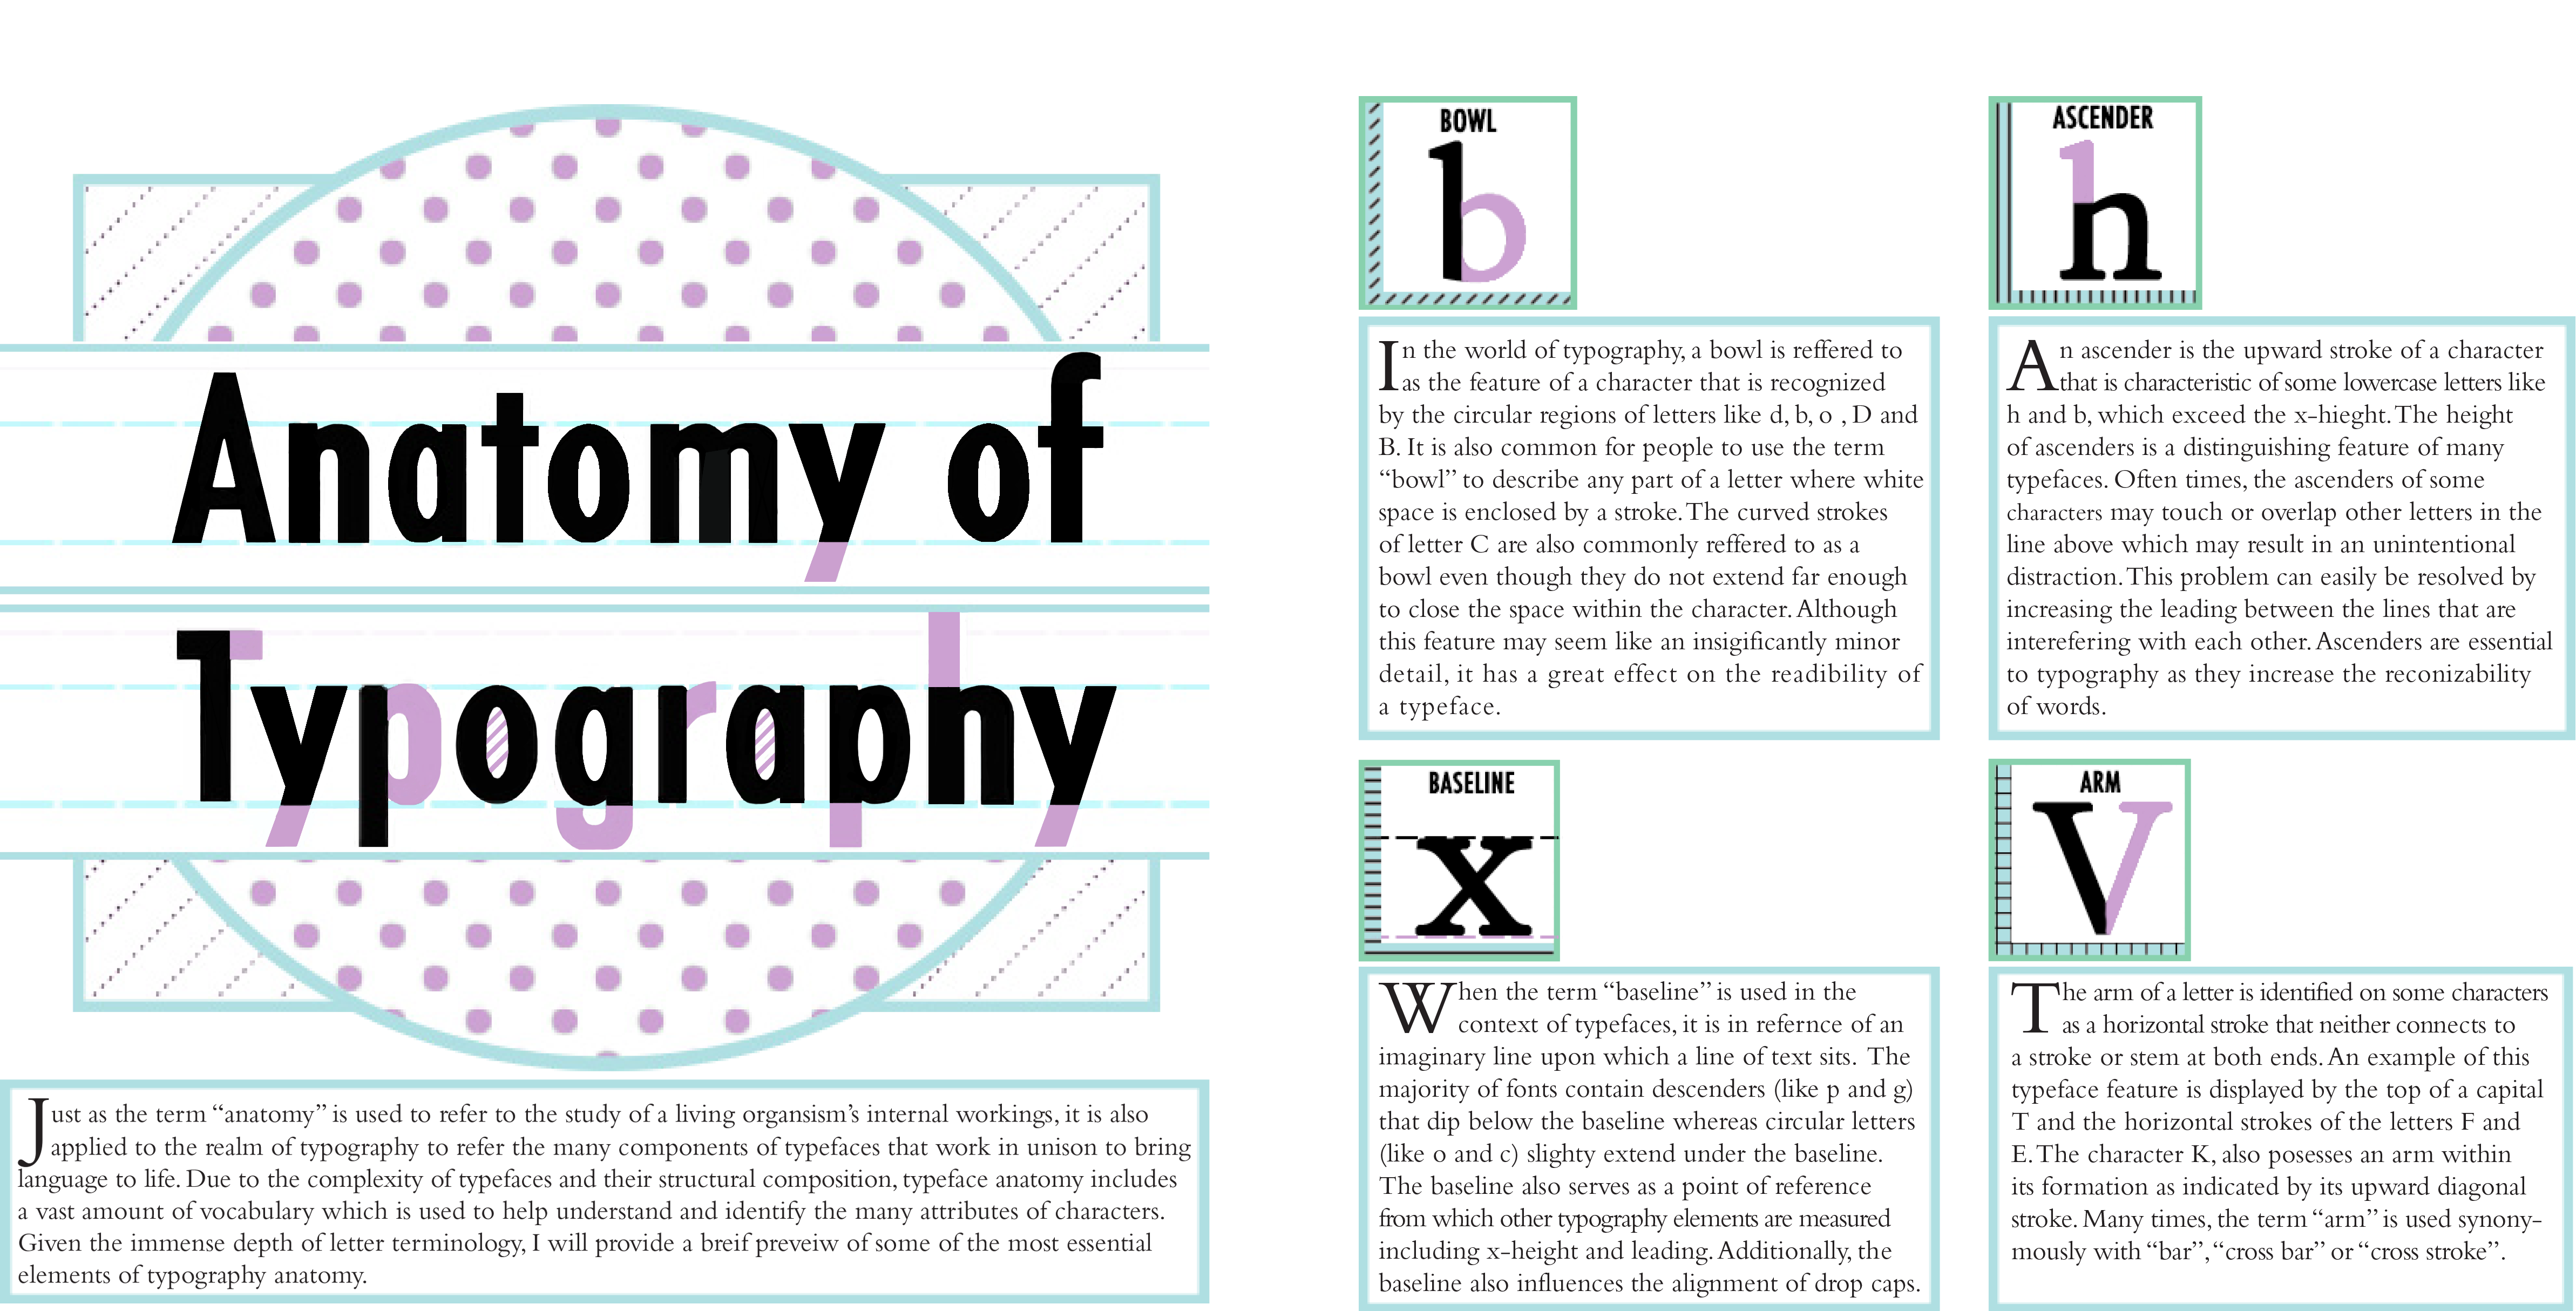 Anatomy of
Typography
Just as the term “anatomy” is used to refer to the study of a living organsism’s internal workings, it is also
applied to the realm of typography to refer the many components of typefaces that work in unison to bring
language to life. Due to the complexity of typefaces and their structural composition, typeface anatomy includes
a vast amount of vocabulary which is used to help understand and identify the many attributes of characters.
Given the immense depth of letter terminology, I will provide a breif preveiw of some of the most essential
elements of typography anatomy.
BOWL
b
In the world of typography, a bowl is reffered to
as the feature of a character that is recognized
by the circular regions of letters like d, b, o , D and
B. It is also common for people to use the term
“bowl” to describe any part of a letter where white
space is enclosed by a stroke. The curved strokes
of letter C are also commonly reffered to as a
bowl even though they do not extend far enough
to close the space within the character. Although
this feature may seem like an insigificantly minor
detail, it has a great effect on the readibility of
a typeface.
ASCENDER
h
An ascender is the upward stroke of a character
that is characteristic of some lowercase letters like
h and b, which exceed the x-hieght. The height
of ascenders is a distinguishing feature of many
typefaces. Often times, the ascenders of some
characters may touch or overlap other letters in the
line above which may result in an unintentional
distraction. This problem can easily be resolved by
increasing the leading between the lines that are
interefering with each other. Ascenders are essential
to typography as they increase the reconizability
of words.
BASELINE
x
When the term “baseline” is used in the
context of typefaces, it is in refernce of an
imaginary line upon which a line of text sits. The
majority of fonts contain descenders (like p and g)
that dip below the baseline whereas circular letters
(like o and c) slighty extend under the baseline.
The baseline also serves as a point of reference
from which other typography elements are measured
including x-height and leading. Additionally, the
baseline also influences the alignment of drop caps.
ARM
V
The arm of a letter is identified on some characters
as a horizontal stroke that neither connects to
a stroke or stem at both ends. An example of this
typeface feature is displayed by the top of a capital
T and the horizontal strokes of the letters F and
E. The character K, also posesses an arm within
its formation as indicated by its upward diagonal
stroke. Many times, the term “arm” is used synony-
mously with “bar”, “cross bar” or “cross stroke”.